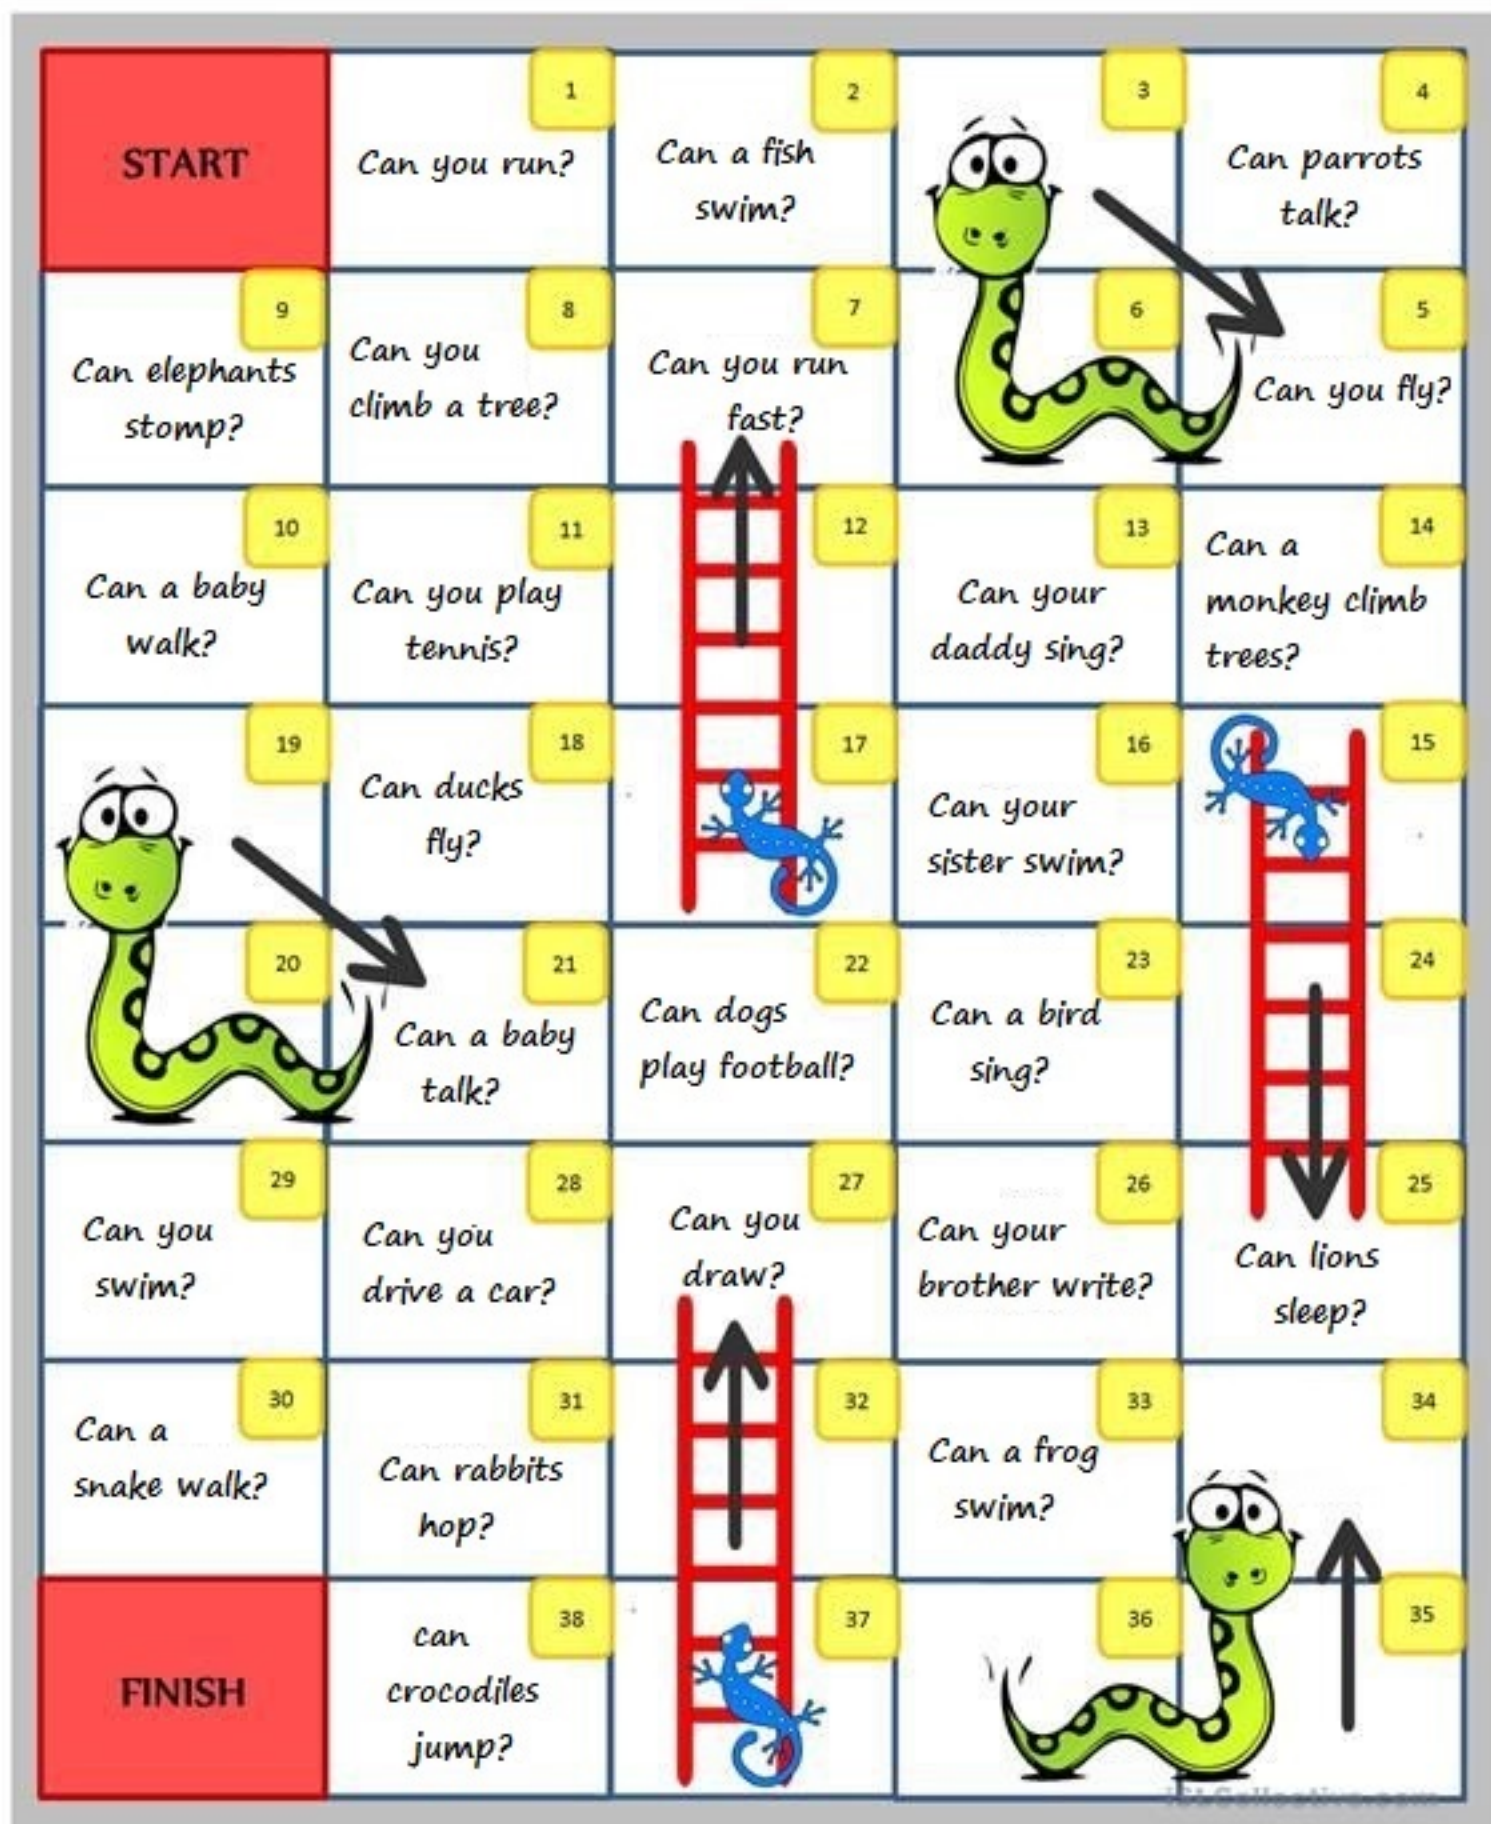 START
1
Can you run?
2
Can a fish
swim?
3
4
Can parrots
talk?
9
Can elephants
stomp?
8
Can you
climb a tree?
7
Can you run
fast?
6
5
Can you fly?
10
Can a baby
walk?
11
Can you play
tennis?
12
13
Can your
daddy sing?
14
Can a
monkey climb
trees?
19
18
Can ducks
fly?
17
16
Can your
sister swim?
15
20
21
Can a baby
talk?
22
Can dogs
play football?
23
Can a bird
sing?
24
29
Can you
swim?
28
Can you
drive a car?
27
Can you
draw?
26
Can your
brother write?
25
Can lions
sleep?
30
Can a
snake walk?
31
Can rabbits
hop?
32
33
Can a frog
swim?
34
FINISH
38
can
crocodiles
jump?
37
36
35
iSLCollective.com